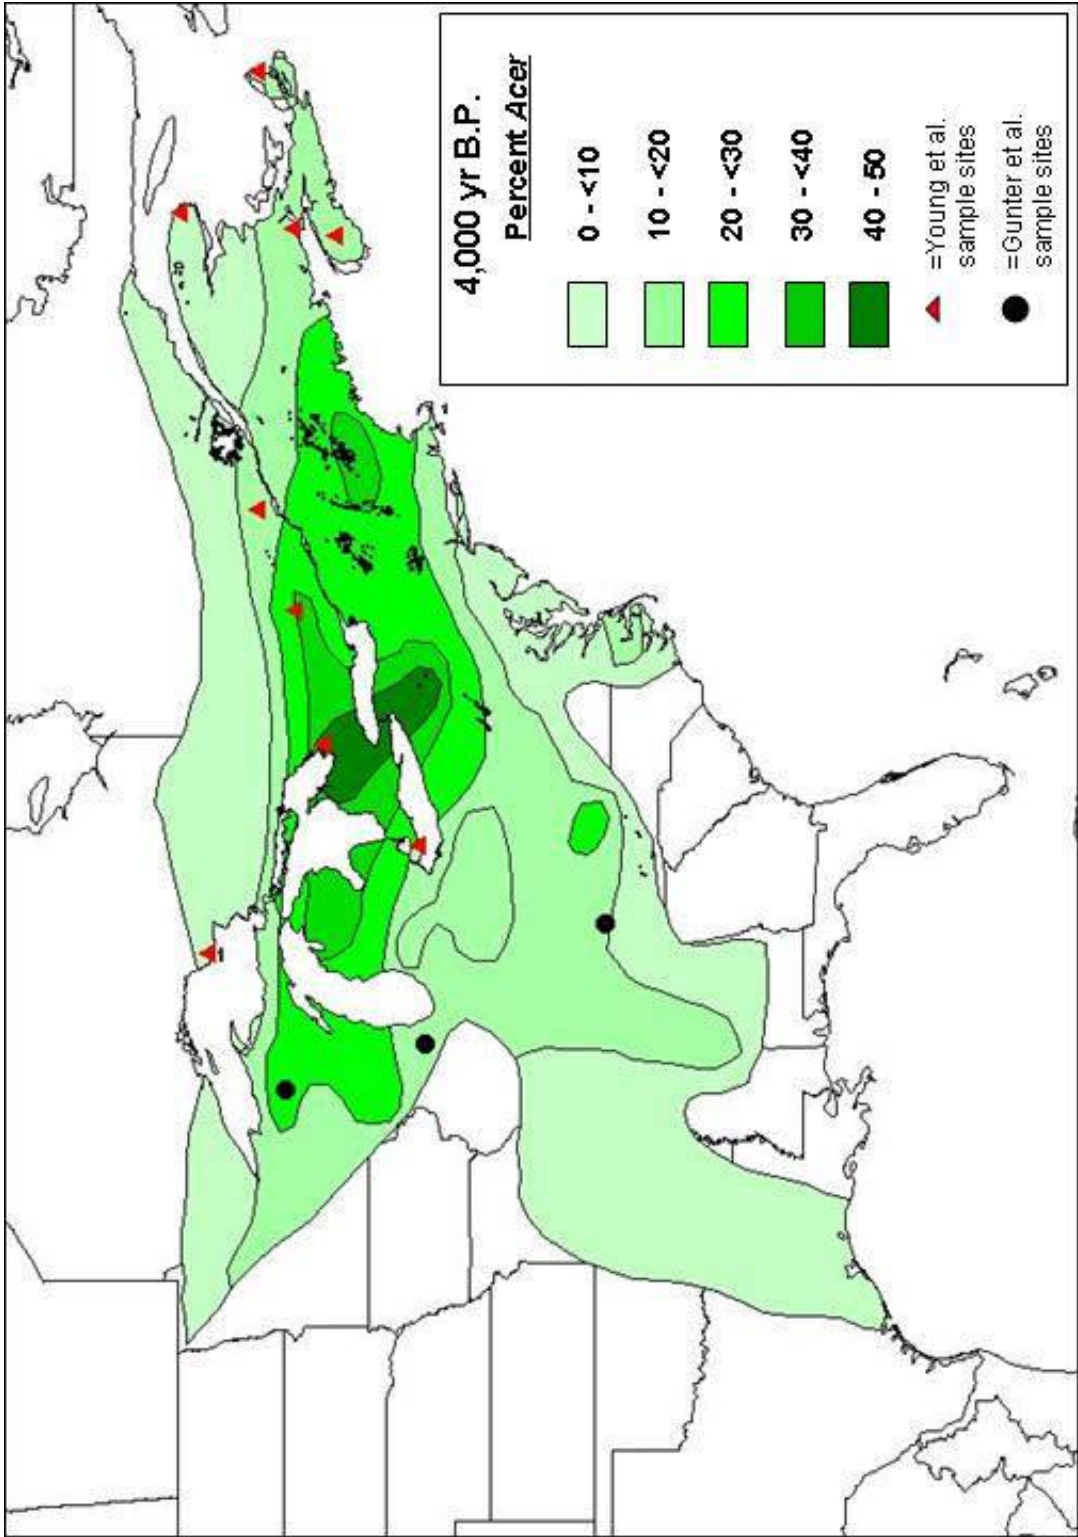 4,000 yr B.P.
Percent Acer
0 - <10
10 - <20
20 - <30
30 - <40
40 - 50
=Young et al.
sample sites
=Gunter et al.
sample sites